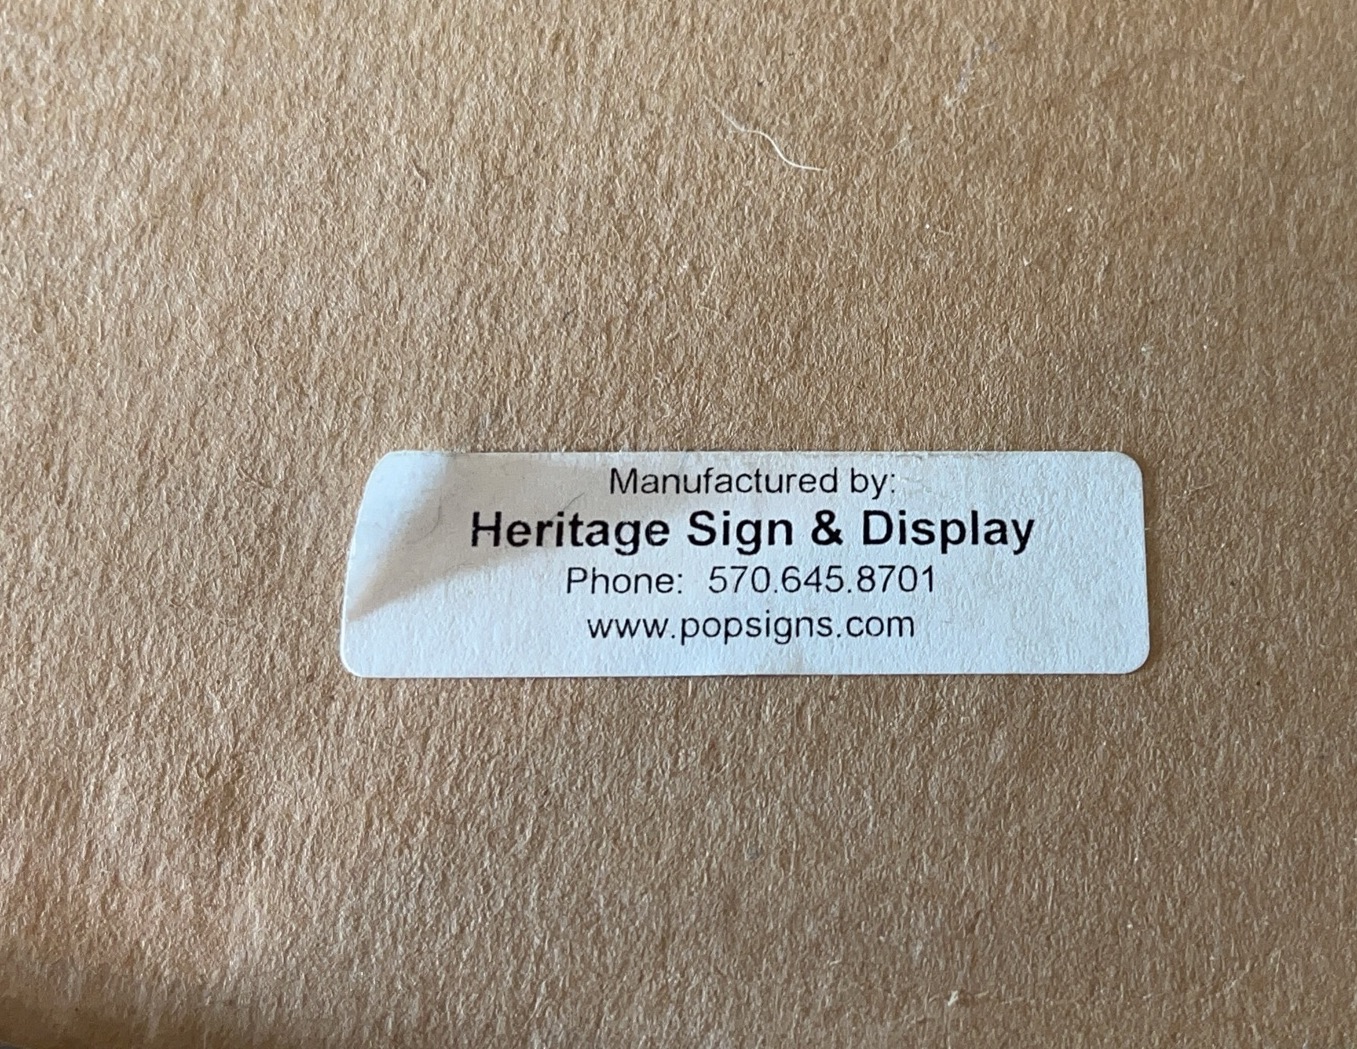 Manufactured by:
Heritage Sign & Display
Phone: 570.645.8701
www.popsigns.com